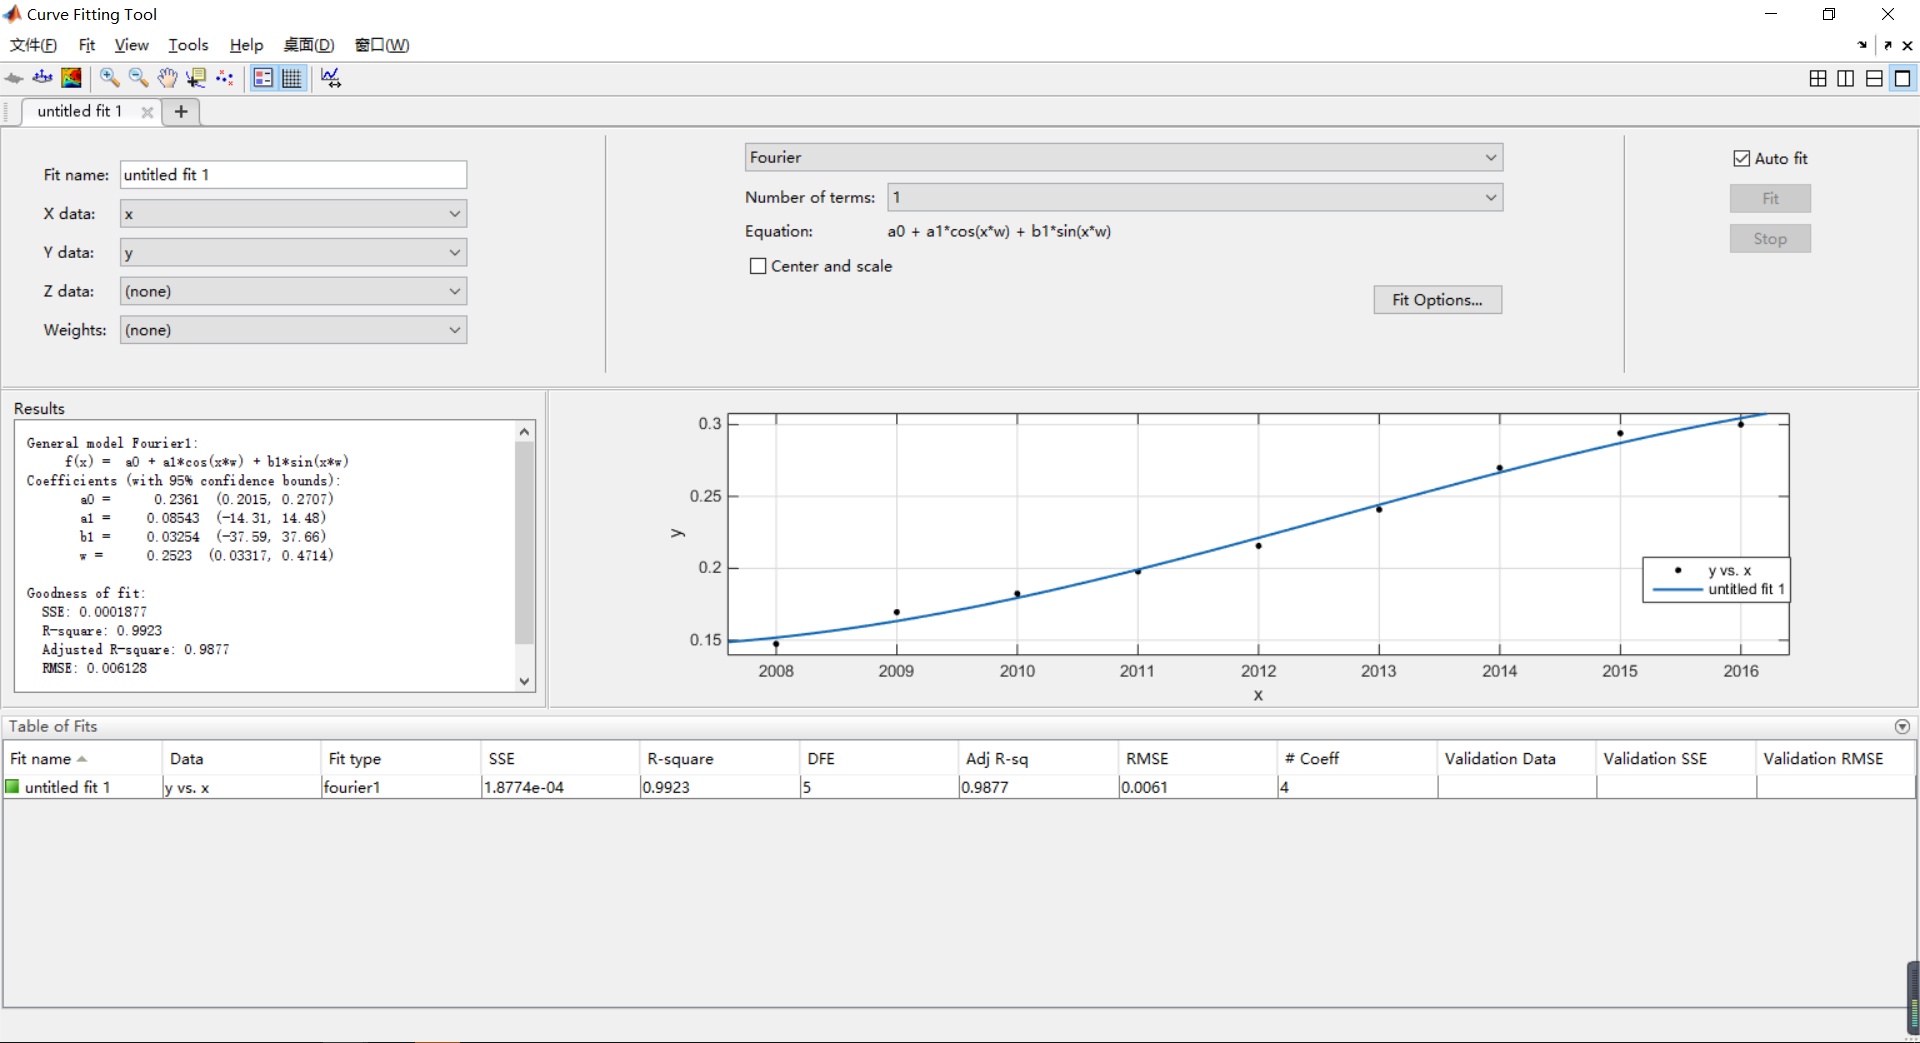 Curve Fitting Tool
文件(F) Fit View Tools Help 桌面(D) 窗口(W)
untitled fit 1
Fit name: untitled fit 1
X data: x
Y data: y
Z data: (none)
Weights: (none)
Fourier
Number of terms: 1
Equation: a0 + a1*cos(x*w) + b1*sin(x*w)
Center and scale
Fit Options...
Auto fit
Fit
Stop
Results
General model Fourier1:
f(x) = a0 + a1*cos(x*w) + b1*sin(x*w)
Coefficients (with 95% confidence bounds):
a0 = 0.2361 (0.2015, 0.2707)
a1 = 0.08543 (-14.31, 14.48)
b1 = 0.03254 (-37.59, 37.66)
w = 0.2523 (0.03317, 0.4714)
Goodness of fit:
SSE: 0.0001877
R-square: 0.9923
Adjusted R-square: 0.9877
RMSE: 0.006128
0.3
0.25
0.2
0.15
y
2008 2009 2010 2011 2012 2013 2014 2015 2016
x
y vs. x
untitled fit 1
Table of Fits
Fit name Data Fit type SSE R-square DFE Adj R-sq RMSE # Coeff Validation Data Validation SSE Validation RMSE
untitled fit 1 y vs. x fourier1 1.8774e-04 0.9923 5 0.9877 0.0061 4